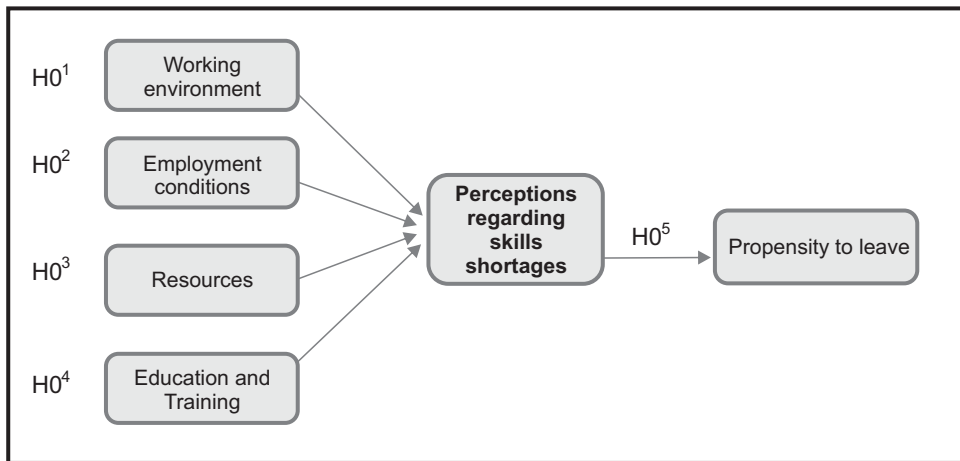 H0¹
Working
environment
H0²
Employment
conditions
H0³
Resources
H0⁴
Education and
Training
Perceptions
regarding
skills
shortages
H0⁵
Propensity to leave